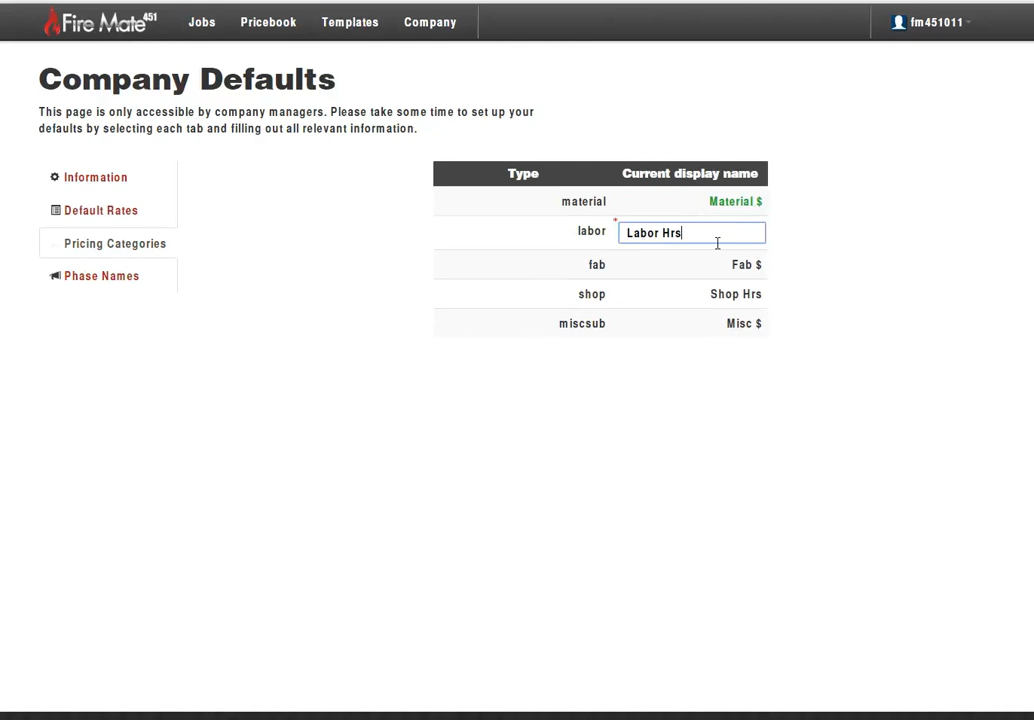 Fire Mate 451 Jobs Pricebook Templates Company fm451011
Company Defaults
This page is only accessible by company managers. Please take some time to set up your
defaults by selecting each tab and filling out all relevant information.
Information
Default Rates
Pricing Categories
Phase Names
Type Current display name
material Material $
labor * Labor Hrs
fab Fab $
shop Shop Hrs
miscsub Misc $